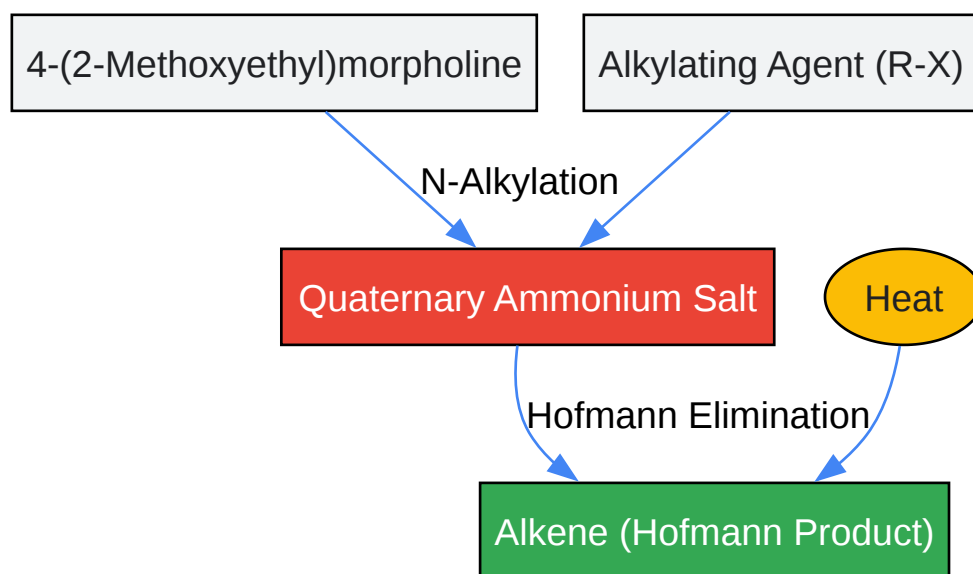 4-(2-Methoxyethyl)morpholine
Alkylating Agent (R-X)
N-Alkylation
Quaternary Ammonium Salt
Heat
Hofmann Elimination
Alkene (Hofmann Product)